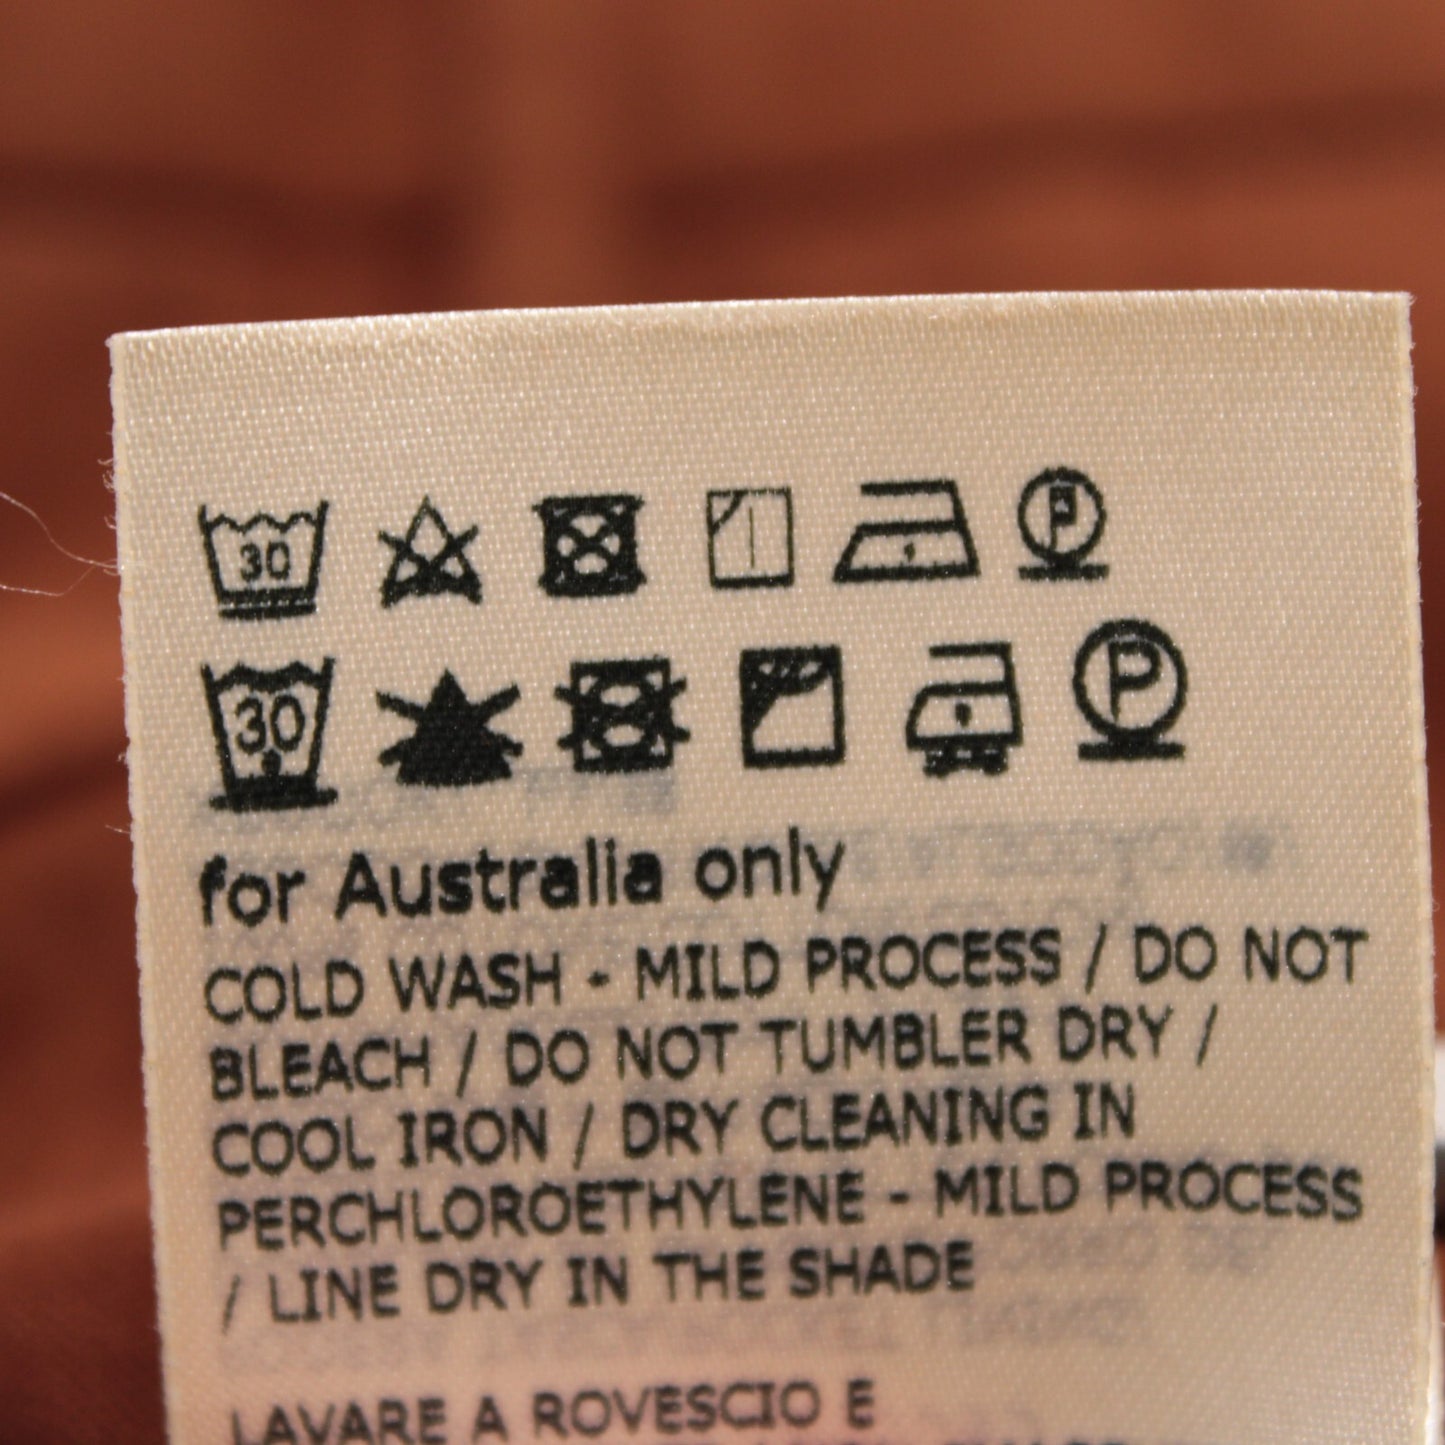 30 P
30 P
for Australia only
COLD WASH - MILD PROCESS / DO NOT
BLEACH / DO NOT TUMBLER DRY /
COOL IRON / DRY CLEANING IN
PERCHLOROETHYLENE - MILD PROCESS
/ LINE DRY IN THE SHADE
LAVARE A ROVESCIO E